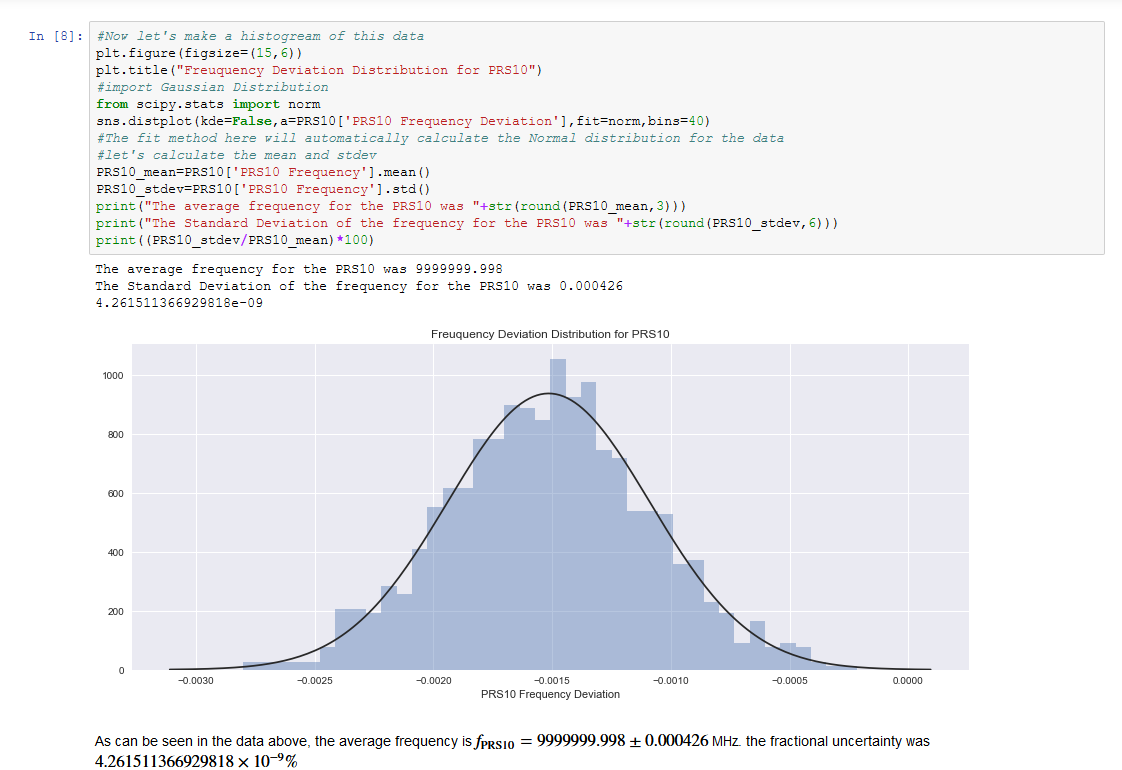 In [8]: #Now let's make a histogream of this data
plt.figure(figsize=(15,6))
plt.title("Freuquency Deviation Distribution for PRS10")
#import Gaussian Distribution
from scipy.stats import norm
sns.distplot(kde=False,a=PRS10['PRS10 Frequency Deviation'],fit=norm,bins=40)
#The fit method here will automatically calculate the Normal distribution for the data
#let's calculate the mean and stdev
PRS10_mean=PRS10['PRS10 Frequency'].mean()
PRS10_stdev=PRS10['PRS10 Frequency'].std()
print("The average frequency for the PRS10 was "+str(round(PRS10_mean,3)))
print("The Standard Deviation of the frequency for the PRS10 was "+str(round(PRS10_stdev,6)))
print((PRS10_stdev/PRS10_mean)*100)
The average frequency for the PRS10 was 9999999.998
The Standard Deviation of the frequency for the PRS10 was 0.000426
4.261511366929818e-09
Freuquency Deviation Distribution for PRS10
1000
800
600
400
200
0
−0.0030 −0.0025 −0.0020 −0.0015 −0.0010 −0.0005 0.0000
PRS10 Frequency Deviation
As can be seen in the data above, the average frequency is fPRS10 = 9999999.998 ± 0.000426 MHz. the fractional uncertainty was
4.261511366929818 × 10⁻⁹%